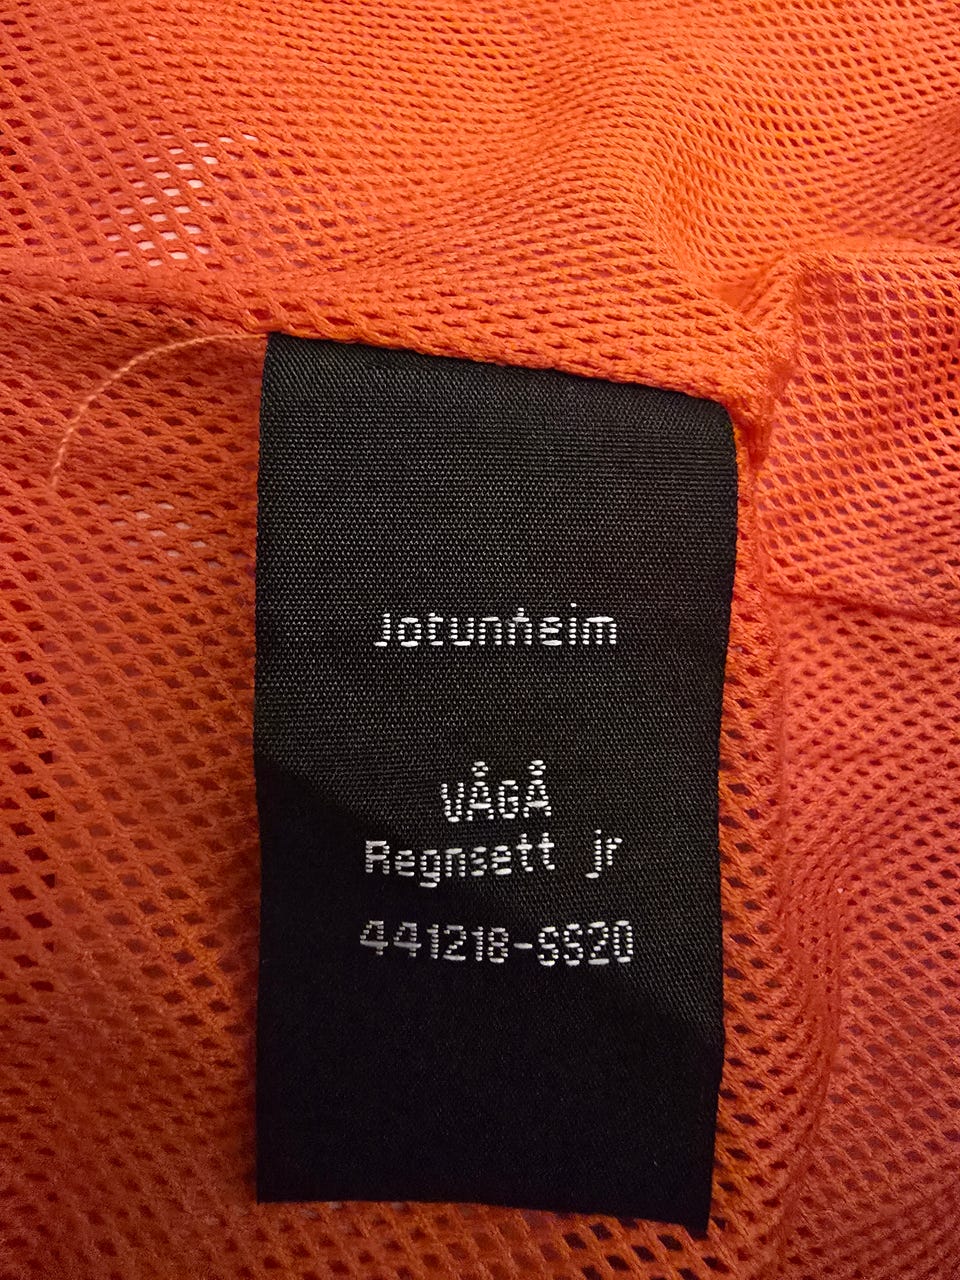 Jotunheim
VÅGÅ
Regnsett jr
441218-SS20